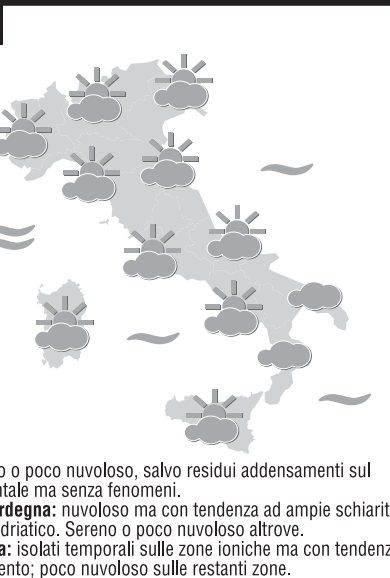 o o poco nuvoloso, salvo residui addensamenti sul
ntale ma senza fenomeni.
rdegna: nuvoloso ma con tendenza ad ampie schiarit
driatico. Sereno o poco nuvoloso altrove.
a: isolati temporali sulle zone ioniche ma con tendenz
ento; poco nuvoloso sulle restanti zone.